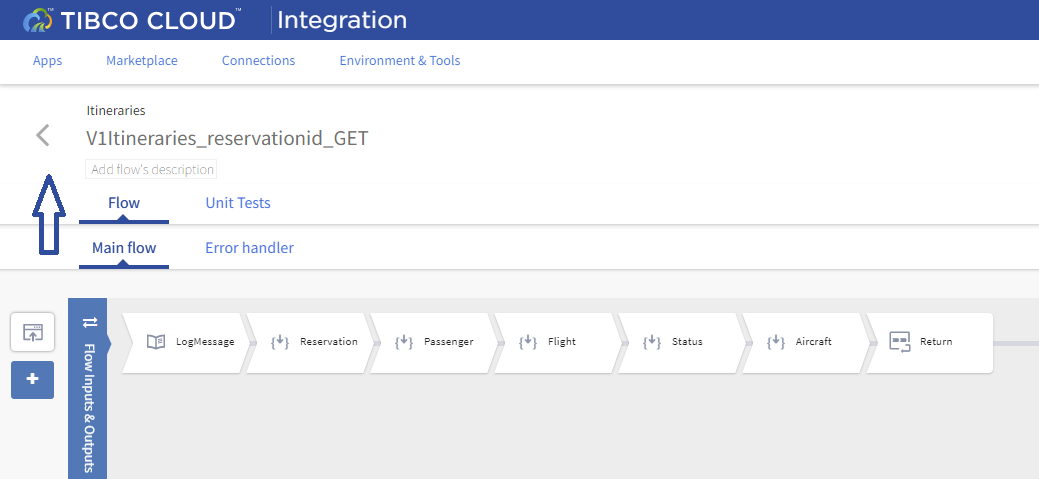 TIBCO CLOUD™ Integration
Apps Marketplace Connections Environment & Tools
Itineraries
V1Itineraries_reservationid_GET
Add flow's description
Flow Unit Tests
Main flow Error handler
Flow Inputs & Outputs
LogMessage Reservation Passenger Flight Status Aircraft Return